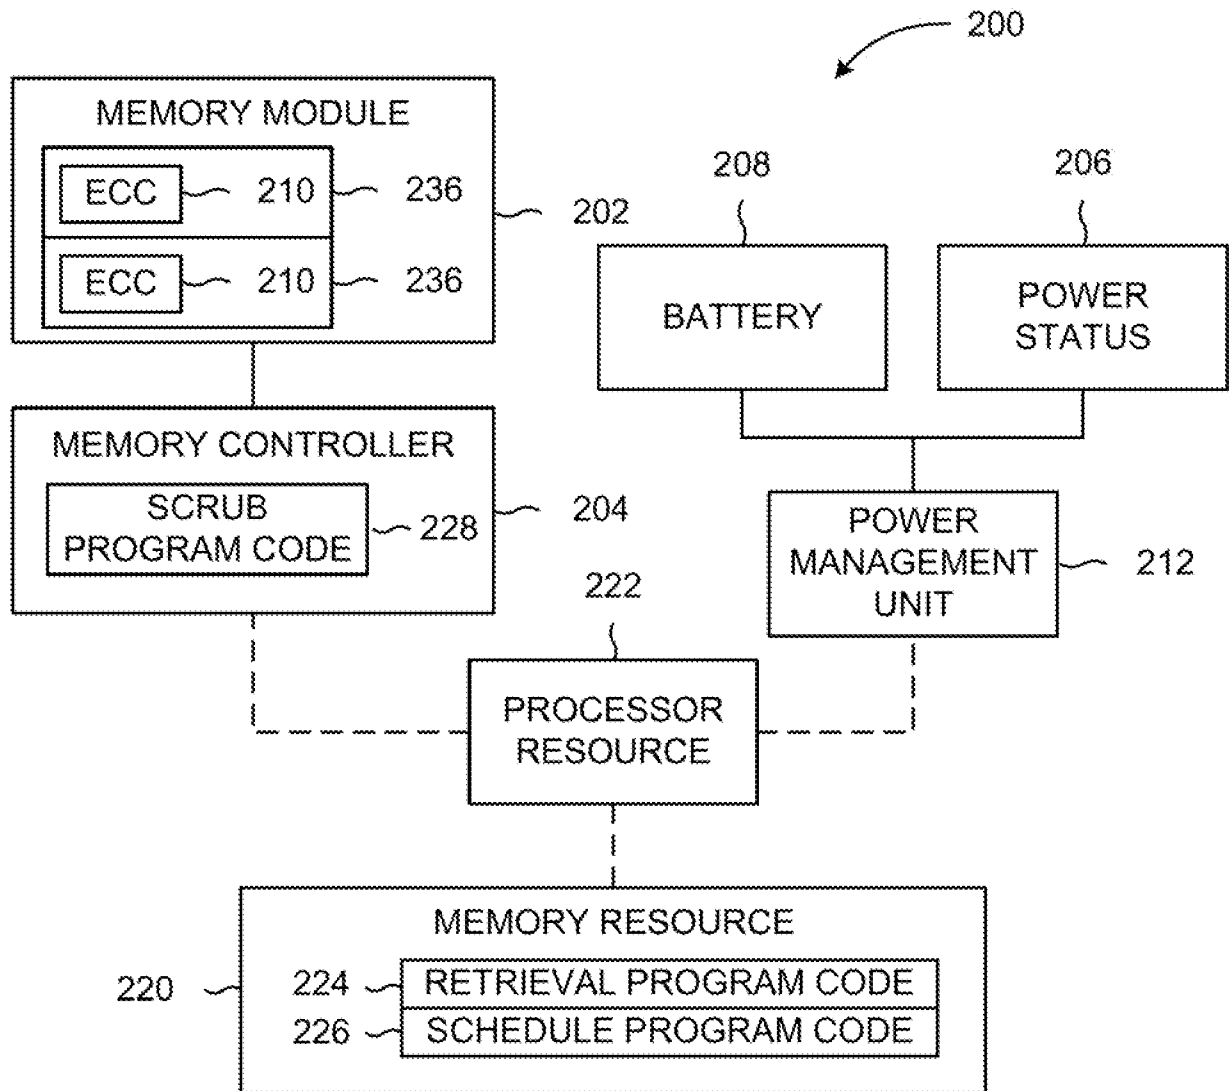 200
MEMORY MODULE
ECC 210 236
202
ECC 210 236
208
206
BATTERY
POWER
STATUS
MEMORY CONTROLLER
SCRUB
PROGRAM CODE
228
204
POWER
MANAGEMENT
UNIT
212
222
PROCESSOR
RESOURCE
MEMORY RESOURCE
220
224 RETRIEVAL PROGRAM CODE
226 SCHEDULE PROGRAM CODE